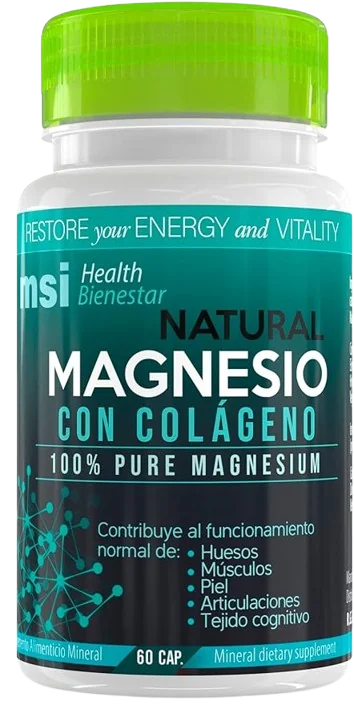 RESTORE your ENERGY and VITALITY
msi Health
Bienestar
NATURAL
MAGNESIO
CON COLÁGENO
100% PURE MAGNESIUM
Contribuye al funcionamiento
normal de: • Huesos
• Músculos
• Piel
• Articulaciones
• Tejido cognitivo
Alimenticio Mineral
60 CAP.
Mineral dietary supplement